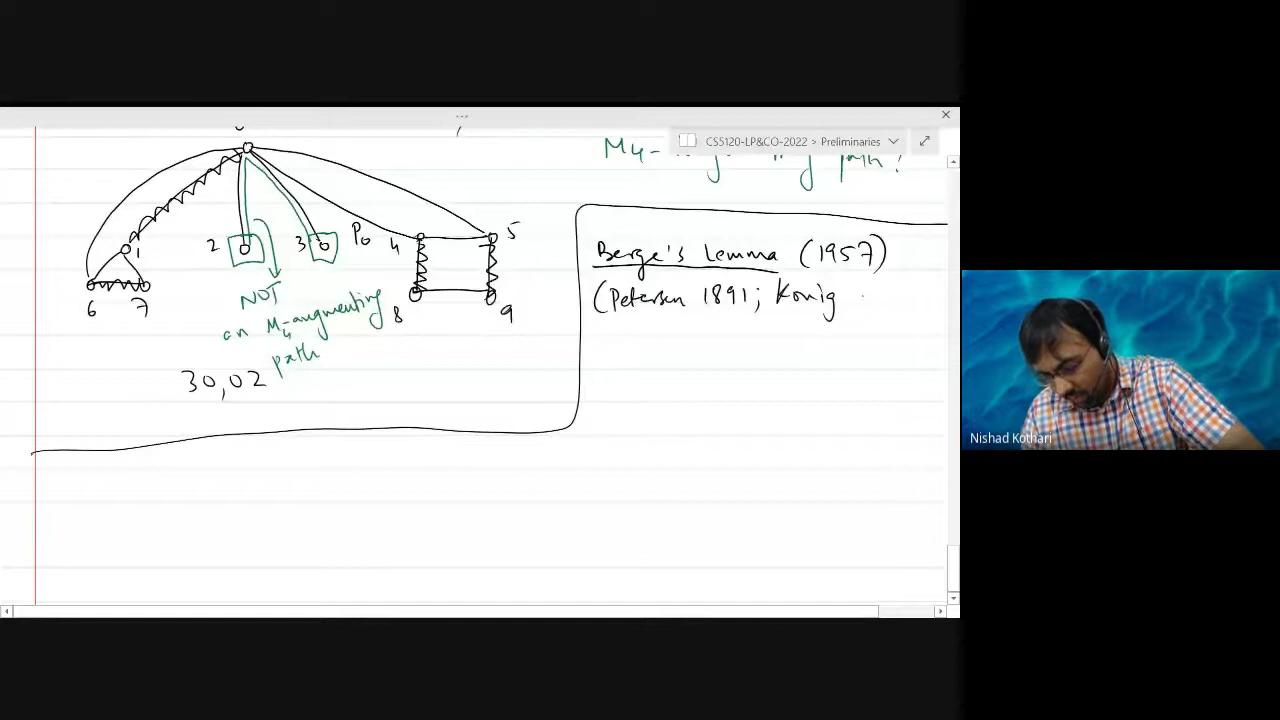 CS5120-LP&CO-2022 > Preliminaries
M4- path?
1
2
3
P0
4
5
6
7
8
9
NOT
an M4-augmenting
path
30,02
Berge's Lemma (1957)
(Petersen 1891; Konig
Nishad Kothari